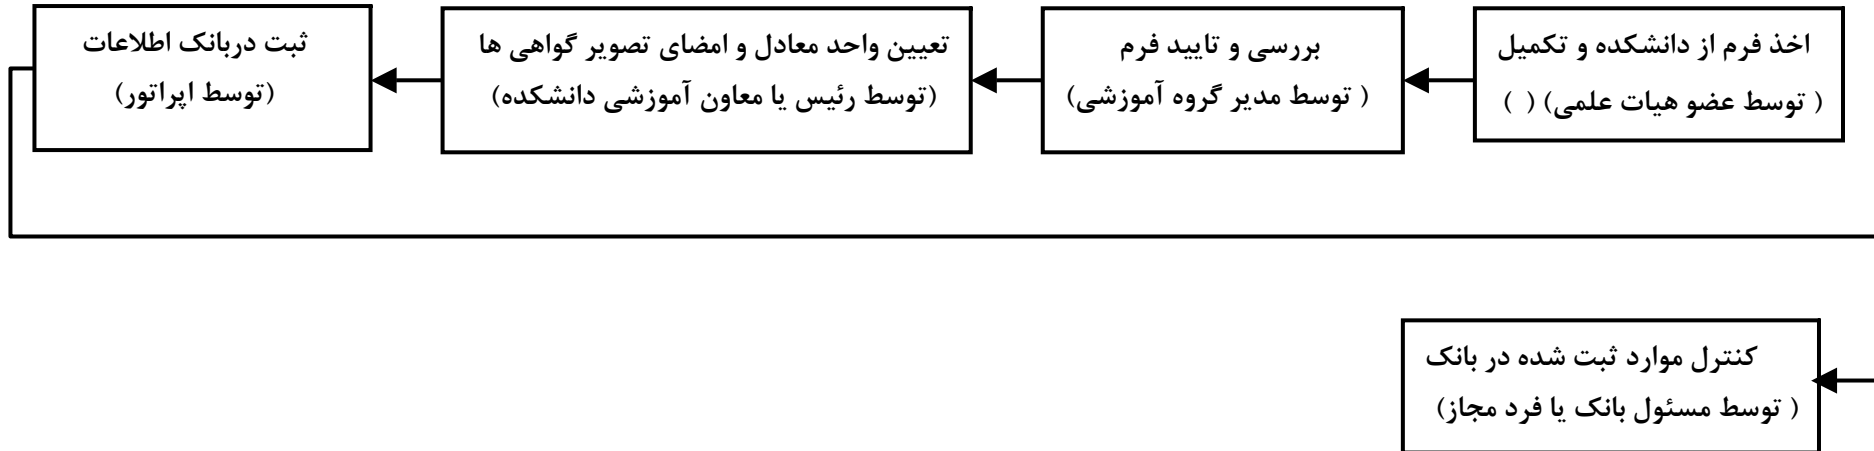 اخذ فرم از دانشکده و تکمیل
( توسط عضو هیات علمی) ( )
بررسی و تایید فرم
( توسط مدیر گروه آموزشی)
تعیین واحد معادل و امضای تصویر گواهی ها
(توسط رئیس یا معاون آموزشی دانشکده)
ثبت دربانک اطلاعات
(توسط اپراتور)
کنترل موارد ثبت شده در بانک
( توسط مسئول بانک یا فرد مجاز)